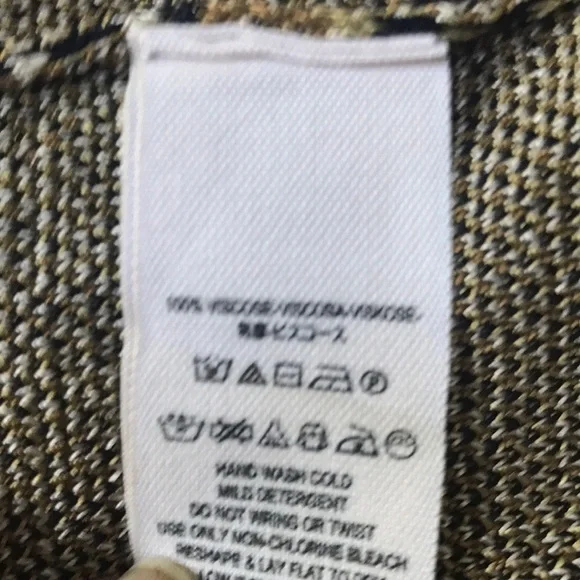 100% VISCOSE-VISCOSA-VISKOSE-
ビスコース
HAND WASH COLD
MILD DETERGENT
DO NOT WRING OR TWIST
USE ONLY NON-CHLORINE BLEACH
RESHAPE & LAY FLAT TO